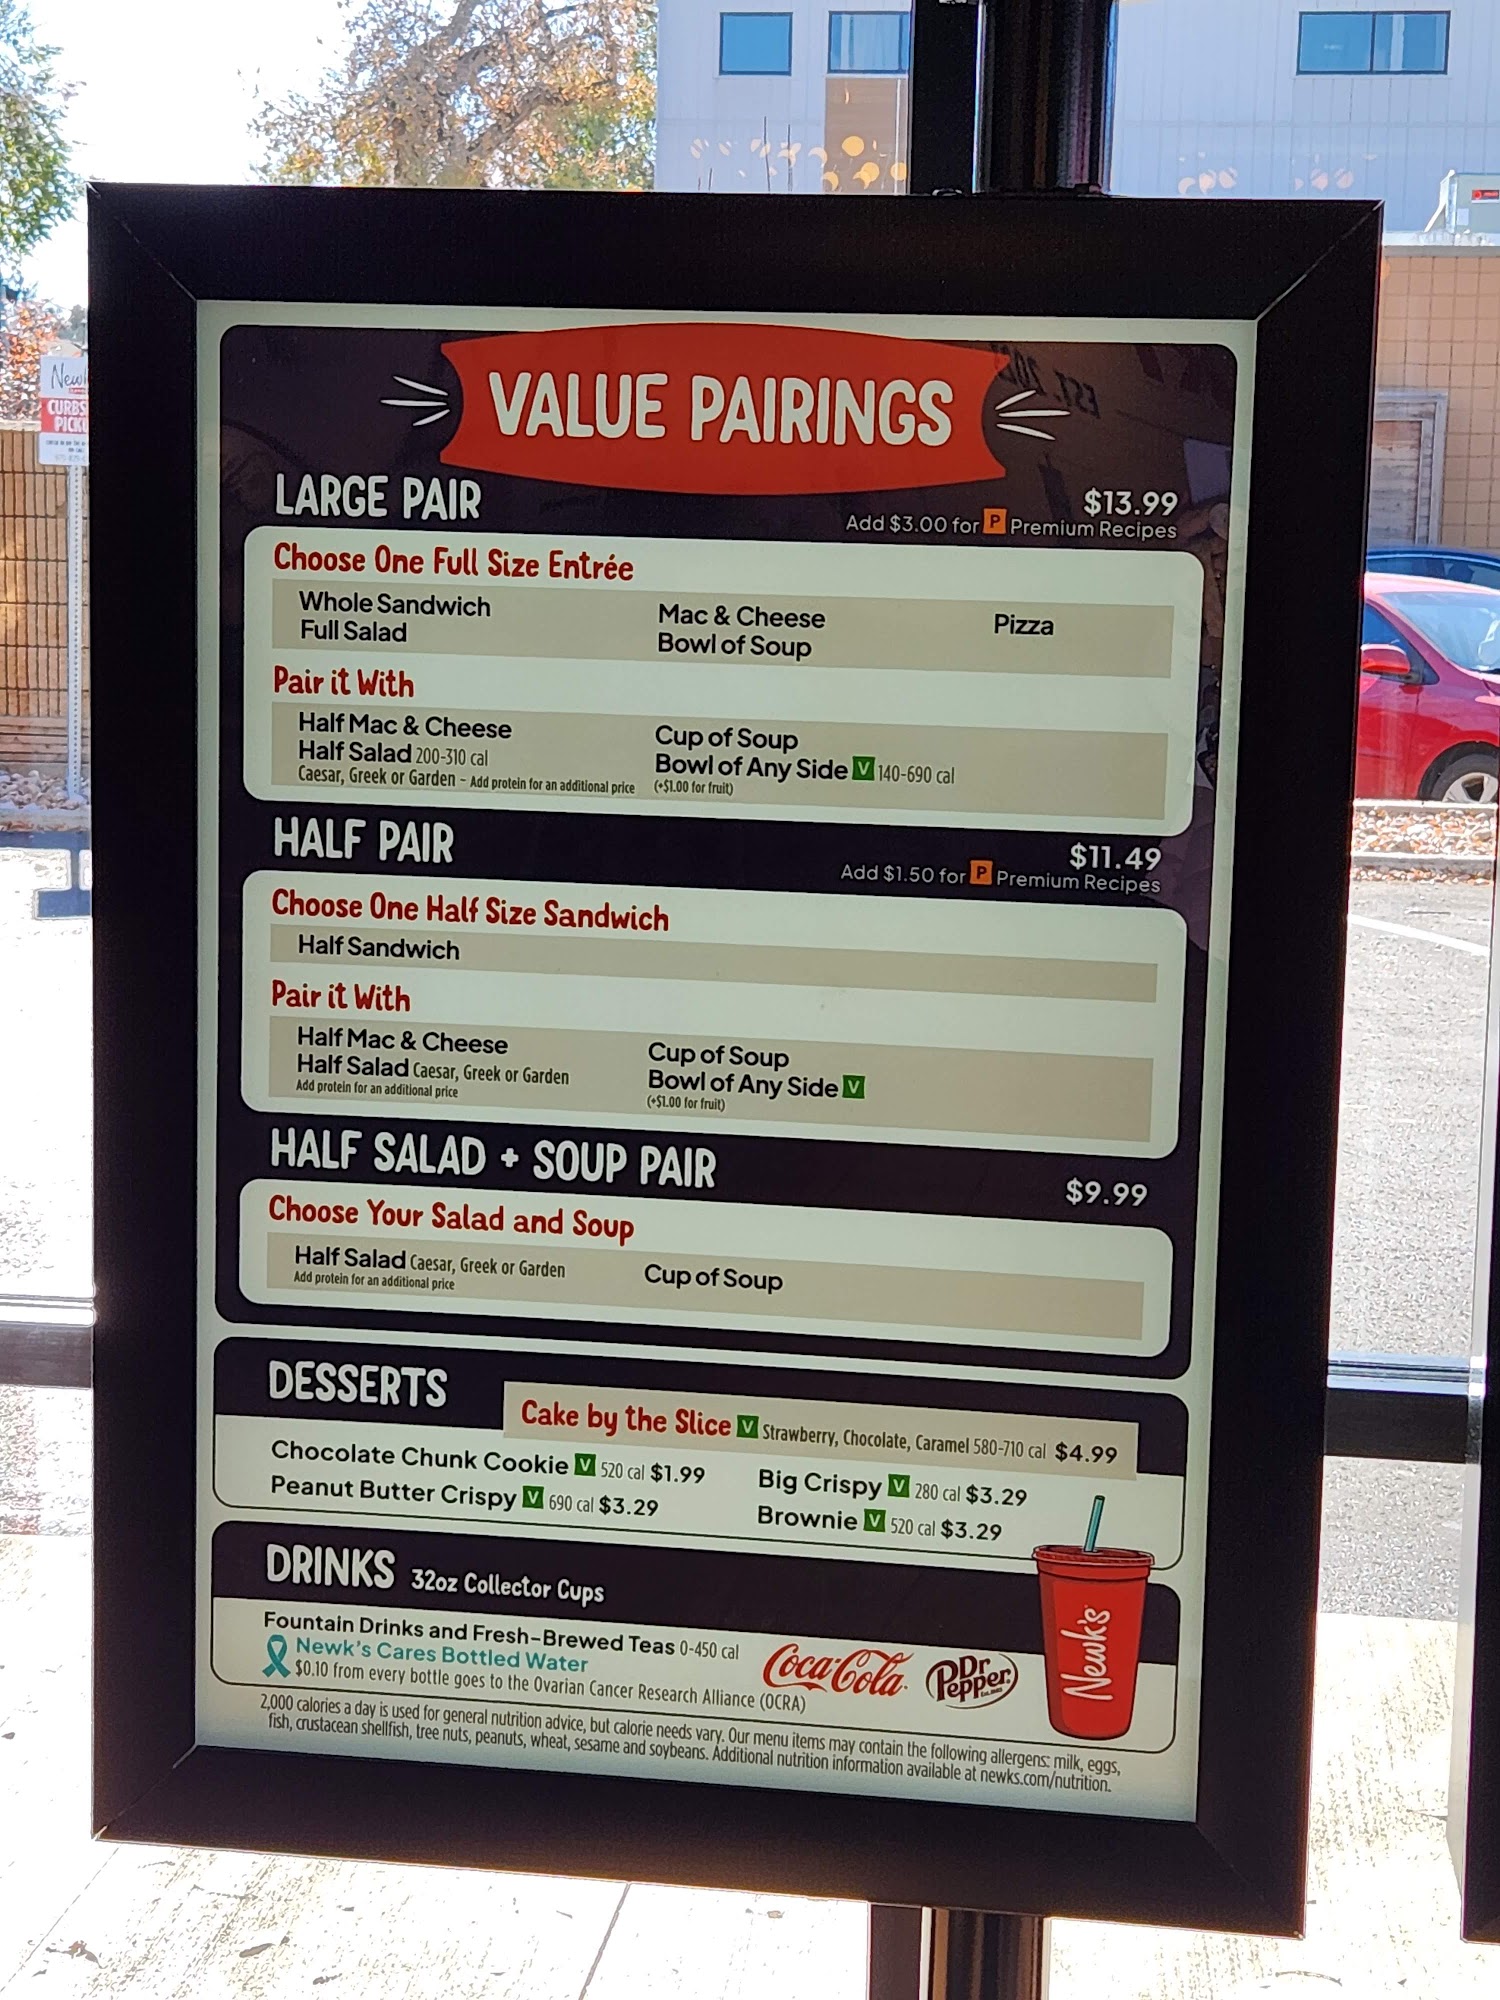 Newk
CURBS
PICKU
EST. 20
VALUE PAIRINGS
LARGE PAIR $13.99
Add $3.00 for P Premium Recipes
Choose One Full Size Entrée
Whole Sandwich Mac & Cheese Pizza
Full Salad Bowl of Soup
Pair it With
Half Mac & Cheese Cup of Soup
Half Salad 200-310 cal Bowl of Any Side V 140-690 cal
Caesar, Greek or Garden ~ Add protein for an additional price (+$1.00 for fruit)
HALF PAIR $11.49
Add $1.50 for P Premium Recipes
Choose One Half Size Sandwich
Half Sandwich
Pair it With
Half Mac & Cheese Cup of Soup
Half Salad Caesar, Greek or Garden Bowl of Any Side V
Add protein for an additional price (+$1.00 for fruit)
HALF SALAD + SOUP PAIR $9.99
Choose Your Salad and Soup
Half Salad Caesar, Greek or Garden Cup of Soup
Add protein for an additional price
DESSERTS
Cake by the Slice V Strawberry, Chocolate, Caramel 580-710 cal $4.99
Chocolate Chunk Cookie V 520 cal $1.99 Big Crispy V 280 cal $3.29
Peanut Butter Crispy V 690 cal $3.29 Brownie V 520 cal $3.29
DRINKS 32oz Collector Cups
Fountain Drinks and Fresh-Brewed Teas 0-450 cal
Newk's Cares Bottled Water
$0.10 from every bottle goes to the Ovarian Cancer Research Alliance (OCRA)
Coca-Cola
Dr Pepper
Newk's
2,000 calories a day is used for general nutrition advice, but calorie needs vary. Our menu items may contain the following allergens: milk, eggs,
fish, crustacean shellfish, tree nuts, peanuts, wheat, sesame and soybeans. Additional nutrition information available at newks.com/nutrition.